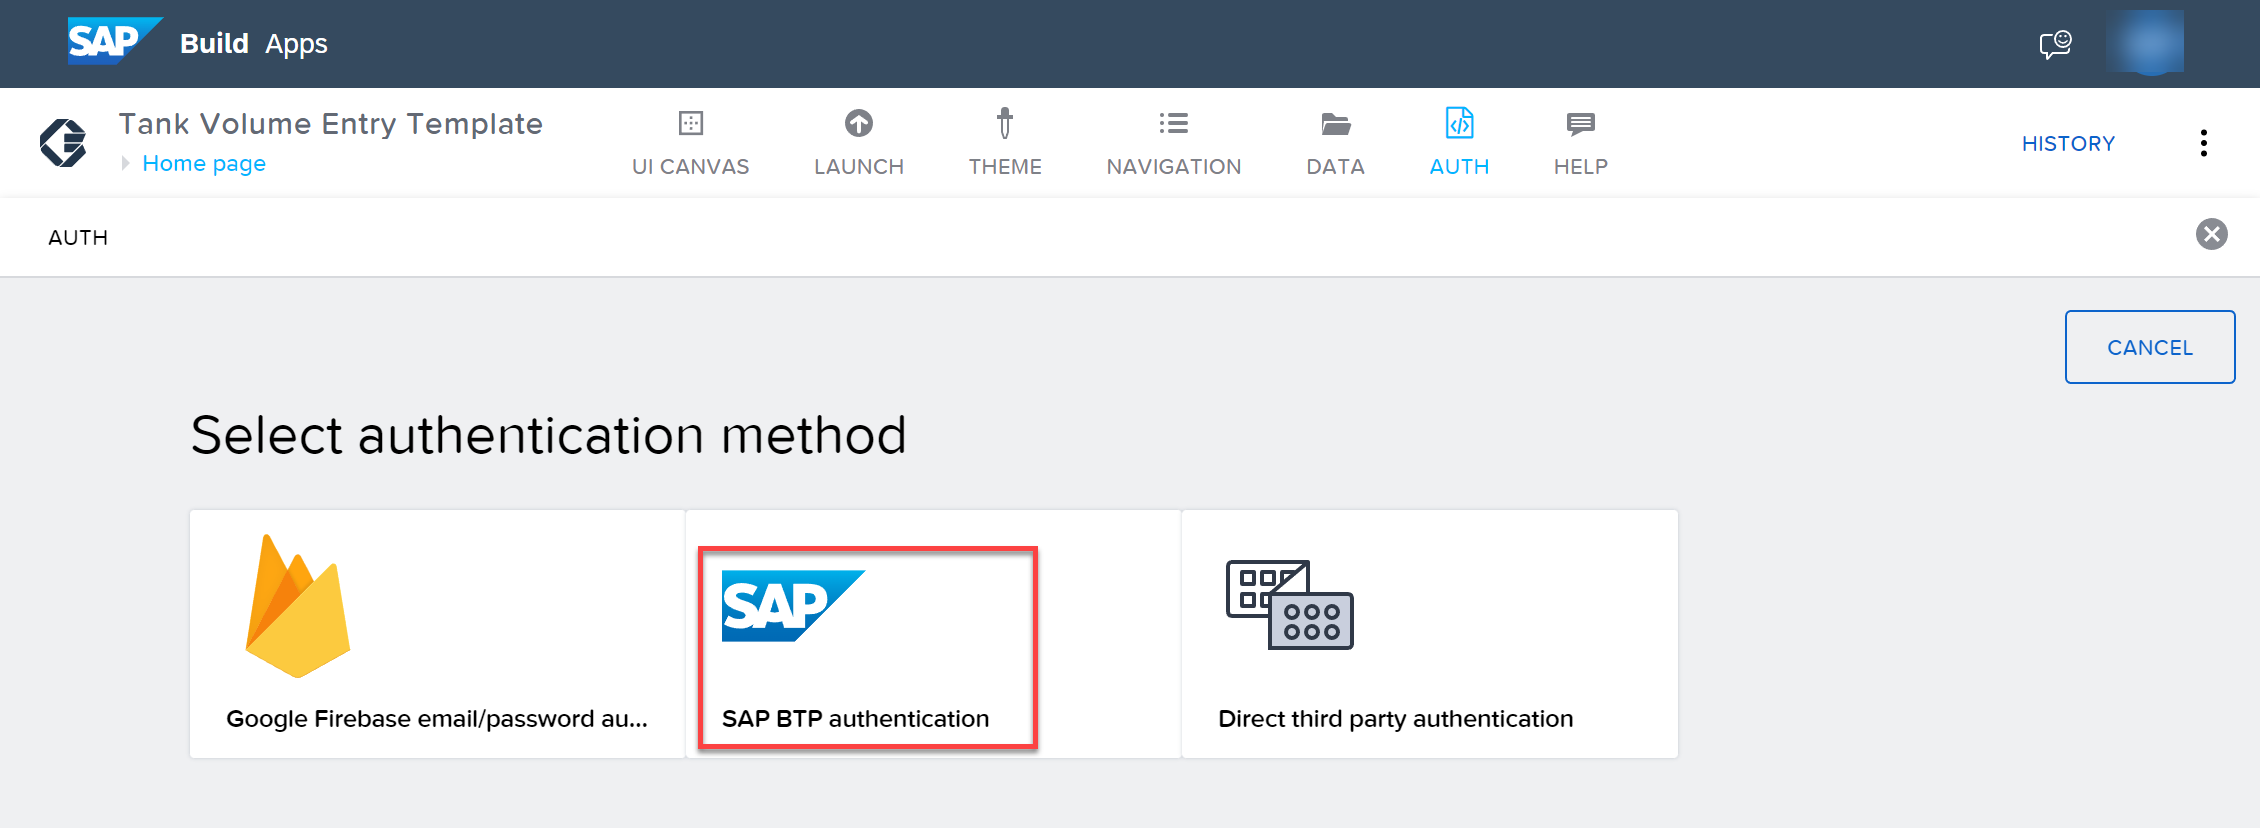 SAP Build Apps
Tank Volume Entry Template
Home page
UI CANVAS
LAUNCH
THEME
NAVIGATION
DATA
AUTH
HELP
HISTORY
AUTH
CANCEL
Select authentication method
SAP
Google Firebase email/password au...
SAP BTP authentication
Direct third party authentication